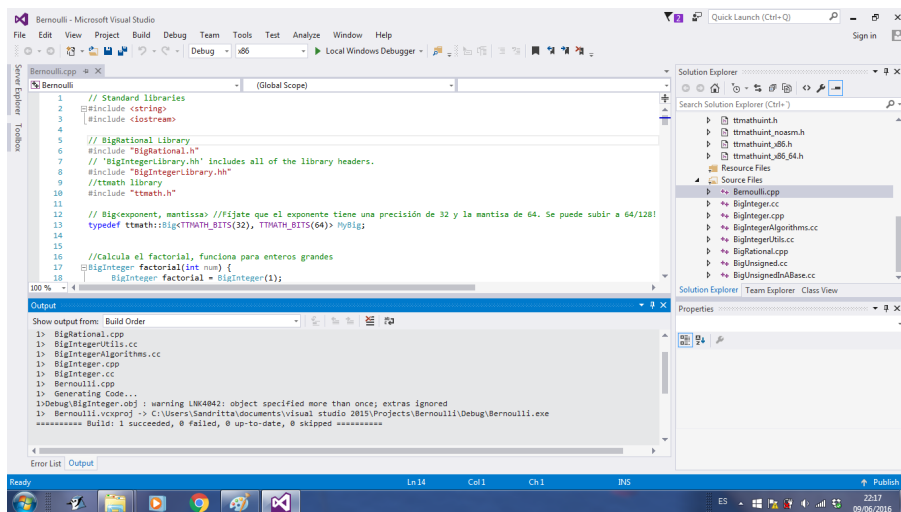 Bernoulli - Microsoft Visual Studio
2
Quick Launch (Ctrl+Q)
File Edit View Project Build Debug Team Tools Test Analyze Window Help
Sign in
Debug x86 Local Windows Debugger
Server Explorer
Toolbox
Bernoulli.cpp
Bernoulli (Global Scope)
1 // Standard libraries
2 #include <string>
3 #include <iostream>
4
5 // BigRational Library
6 #include "BigRational.h"
7 // 'BigIntegerLibrary.hh' includes all of the library headers.
8 #include "BigIntegerLibrary.hh"
9 //ttmath library
10 #include "ttmath.h"
11
12 // Big<exponent, mantissa> //Fíjate que el exponente tiene una precisión de 32 y la mantisa de 64. Se puede subir a 64/128!
13 typedef ttmath::Big<TTMATH_BITS(32), TTMATH_BITS(64)> MyBig;
14
15
16 //Calcula el factorial, funciona para enteros grandes
17 BigInteger factorial(int num) {
18 BigInteger factorial = BigInteger(1);
100 %
Output
Show output from: Build Order
1> BigRational.cpp
1> BigIntegerUtils.cc
1> BigIntegerAlgorithms.cc
1> BigInteger.cpp
1> BigInteger.cc
1> Bernoulli.cpp
1> Generating Code...
1>Debug\BigInteger.obj : warning LNK4042: object specified more than once; extras ignored
1> Bernoulli.vcxproj -> C:\Users\Sandritta\documents\visual studio 2015\Projects\Bernoulli\Debug\Bernoulli.exe
========== Build: 1 succeeded, 0 failed, 0 up-to-date, 0 skipped ==========
Error List Output
Solution Explorer
Search Solution Explorer (Ctrl+´)
ttmathuint.h
ttmathuint_noasm.h
ttmathuint_x86.h
ttmathuint_x86_64.h
Resource Files
Source Files
Bernoulli.cpp
BigInteger.cc
BigInteger.cpp
BigIntegerAlgorithms.cc
BigIntegerUtils.cc
BigRational.cpp
BigUnsigned.cc
BigUnsignedInABase.cc
Solution Explorer Team Explorer Class View
Properties
Ready Ln 14 Col 1 Ch 1 INS Publish
ES 22:17
09/06/2016